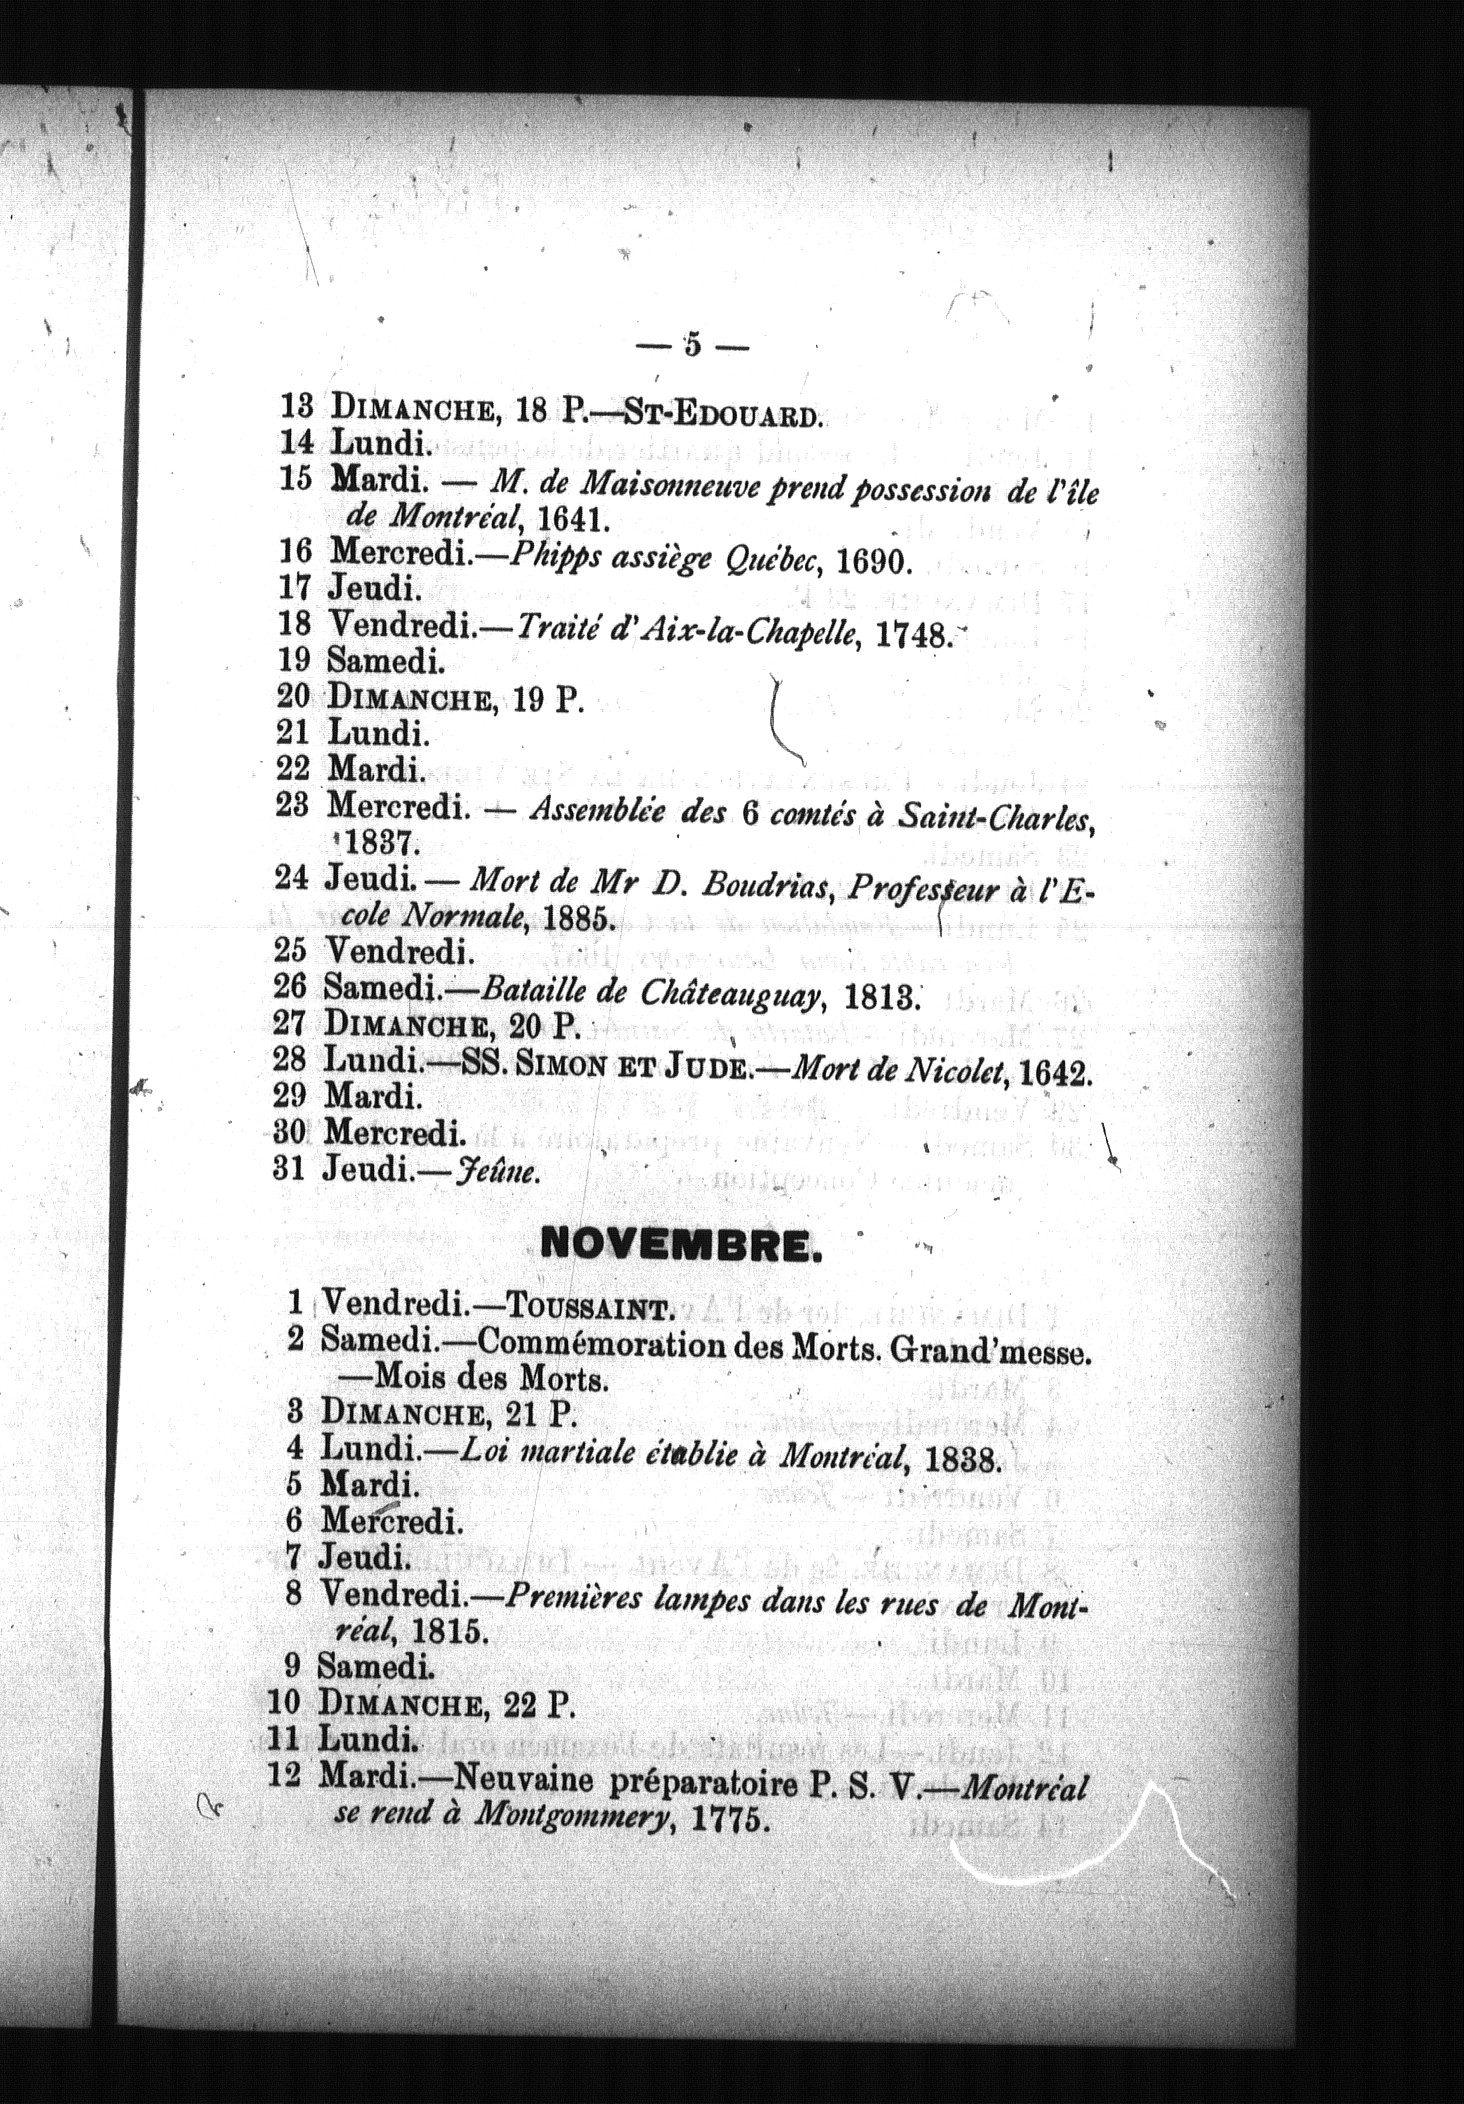 — 5 —
13 DIMANCHE, 18 P.—ST-EDOUARD.
14 Lundi.
15 Mardi. — M. de Maisonneuve prend possession de l'île
de Montréal, 1641.
16 Mercredi.—Phipps assiège Québec, 1690.
17 Jeudi.
18 Vendredi.—Traité d'Aix-la-Chapelle, 1748.
19 Samedi.
20 DIMANCHE, 19 P.
21 Lundi.
22 Mardi.
23 Mercredi. — Assemblée des 6 comtés à Saint-Charles,
1837.
24 Jeudi. — Mort de Mr D. Boudrias, Professeur à l'E-
cole Normale, 1885.
25 Vendredi.
26 Samedi.—Bataille de Châteauguay, 1813.
27 DIMANCHE, 20 P.
28 Lundi.—SS. SIMON ET JUDE.—Mort de Nicolet, 1642.
29 Mardi.
30 Mercredi.
31 Jeudi.—Jeûne.
NOVEMBRE.
1 Vendredi.—TOUSSAINT.
2 Samedi.—Commémoration des Morts. Grand'messe.
—Mois des Morts.
3 DIMANCHE, 21 P.
4 Lundi.—Loi martiale établie à Montréal, 1838.
5 Mardi.
6 Mercredi.
7 Jeudi.
8 Vendredi.—Premières lampes dans les rues de Mont-
réal, 1815.
9 Samedi.
10 DIMANCHE, 22 P.
11 Lundi.
12 Mardi.—Neuvaine préparatoire P. S. V.—Montréal
se rend à Montgommery, 1775.